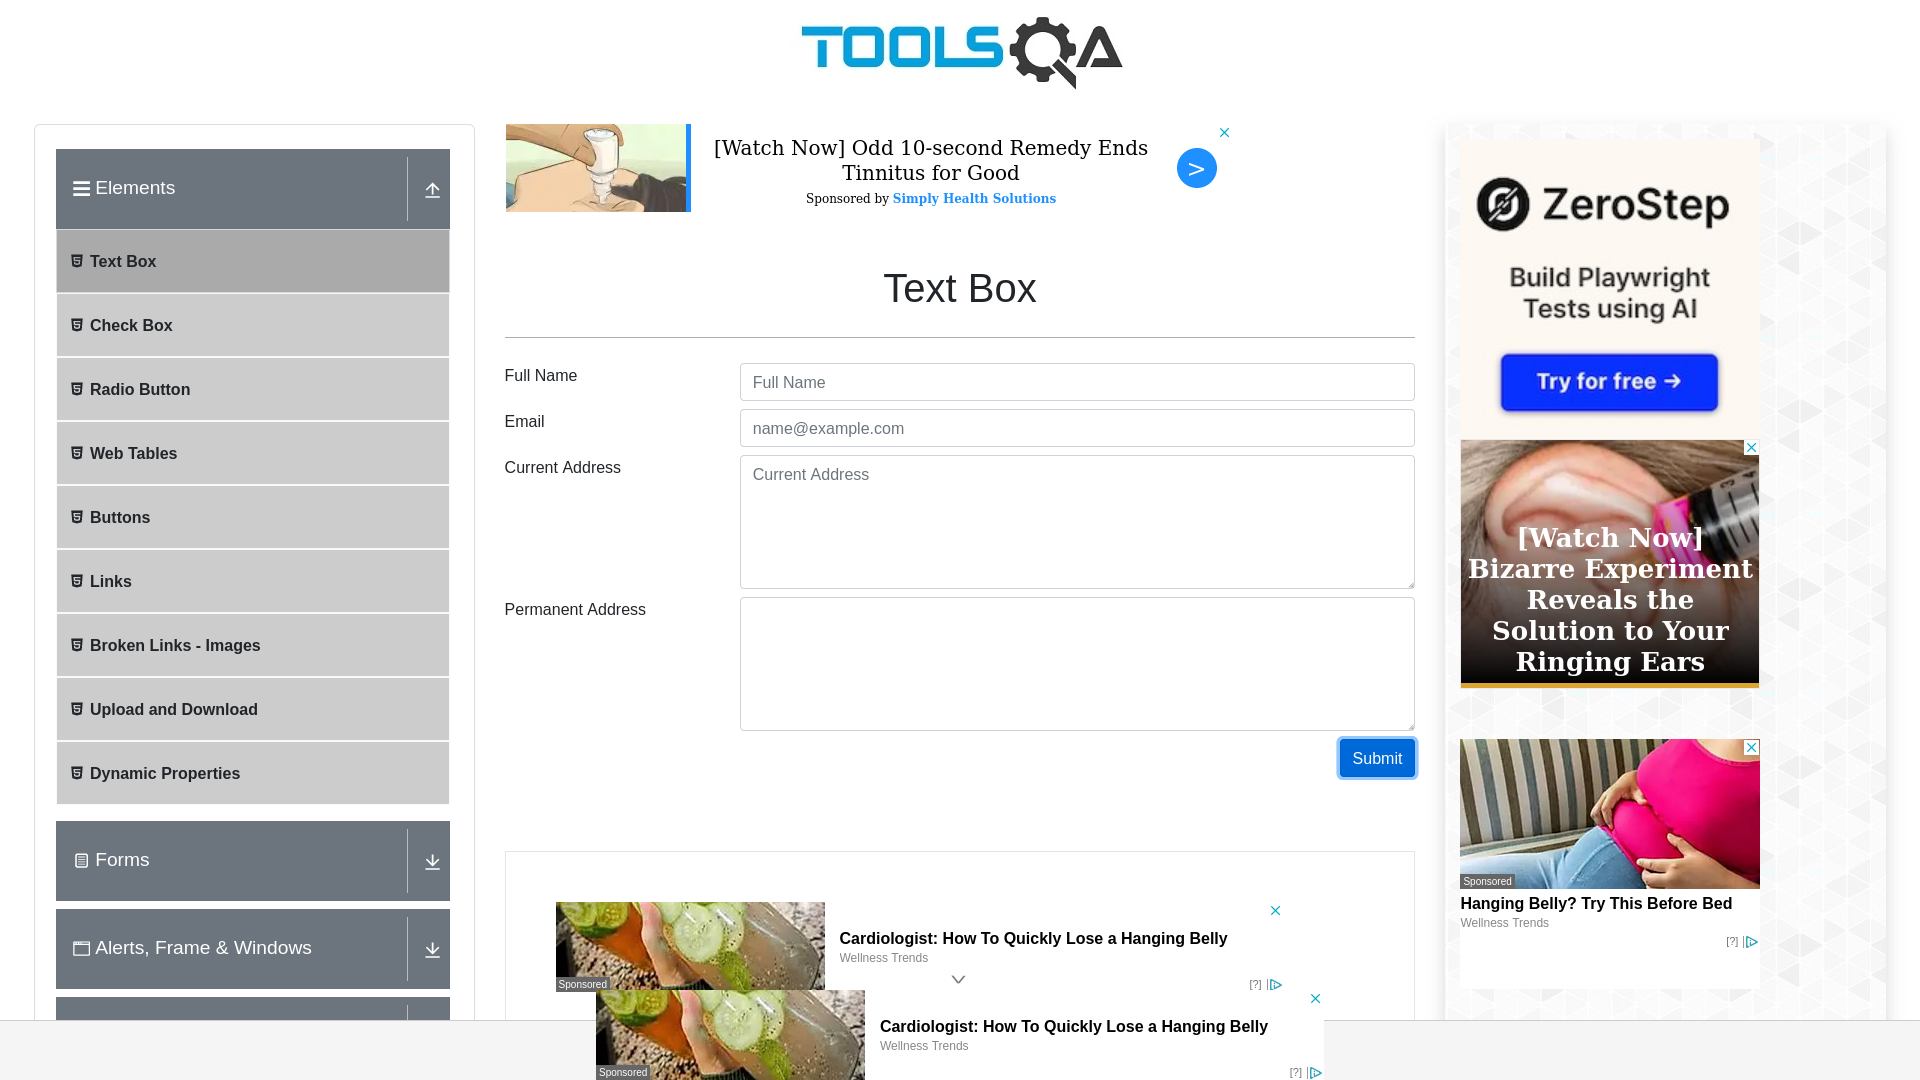 TOOLSQA
Elements
Text Box
Check Box
Radio Button
Web Tables
Buttons
Links
Broken Links - Images
Upload and Download
Dynamic Properties
Forms
Alerts, Frame & Windows
[Watch Now] Odd 10-second Remedy Ends
Tinnitus for Good
Sponsored by Simply Health Solutions
>
Text Box
Full Name
Full Name
Email
name@example.com
Current Address
Current Address
Permanent Address
Submit
Cardiologist: How To Quickly Lose a Hanging Belly
Wellness Trends
Sponsored
[?]
Cardiologist: How To Quickly Lose a Hanging Belly
Wellness Trends
Sponsored
[?]
ZeroStep
Build Playwright
Tests using AI
Try for free →
[Watch Now]
Bizarre Experiment
Reveals the
Solution to Your
Ringing Ears
Sponsored
Hanging Belly? Try This Before Bed
Wellness Trends
[?]